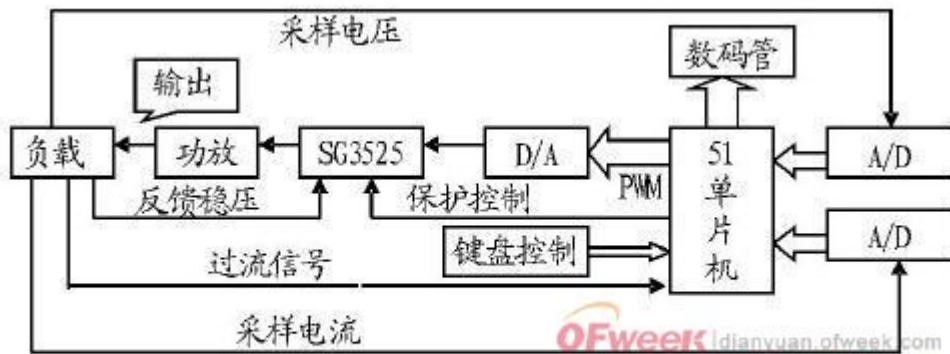 采样电压
数码管
输出
负载
功放
SG3525
D/A
51单片机
A/D
PWM
反馈稳压
保护控制
A/D
键盘控制
过流信号
采样电流
OFweek dianyuan.ofweek.com